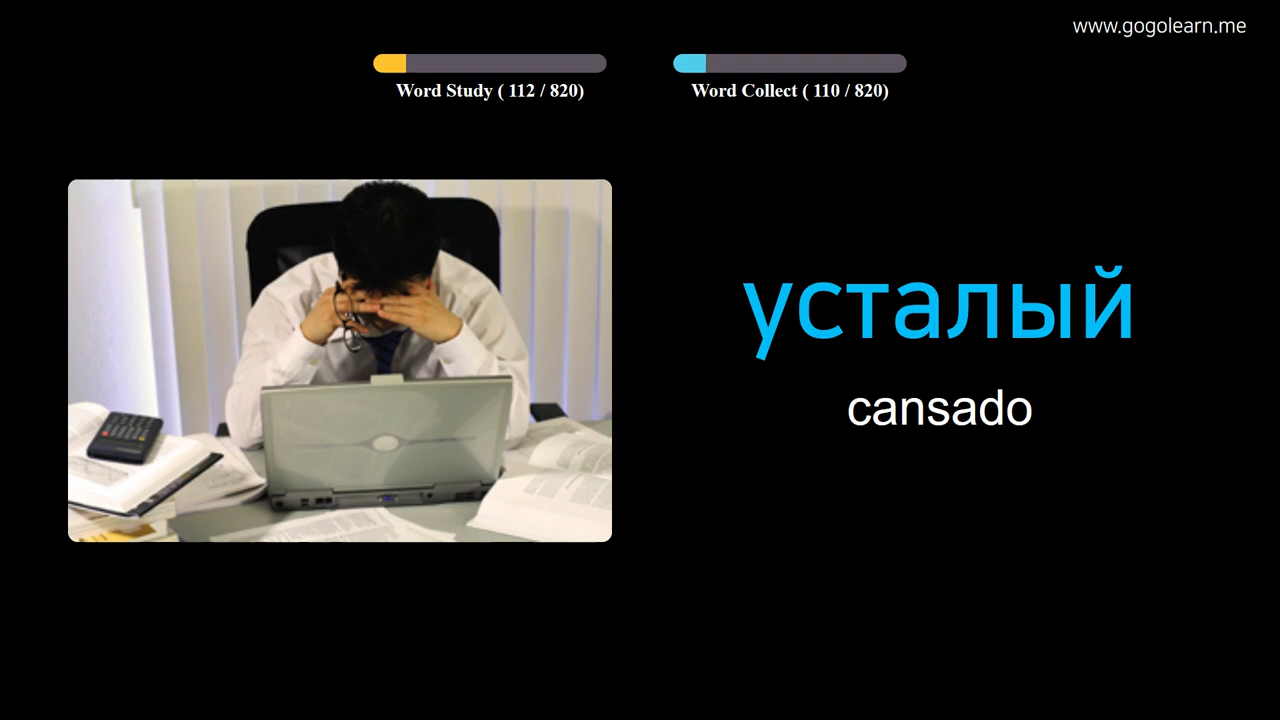 www.gogolearn.me
Word Study ( 112 / 820)
Word Collect ( 110 / 820)
усталый
cansado